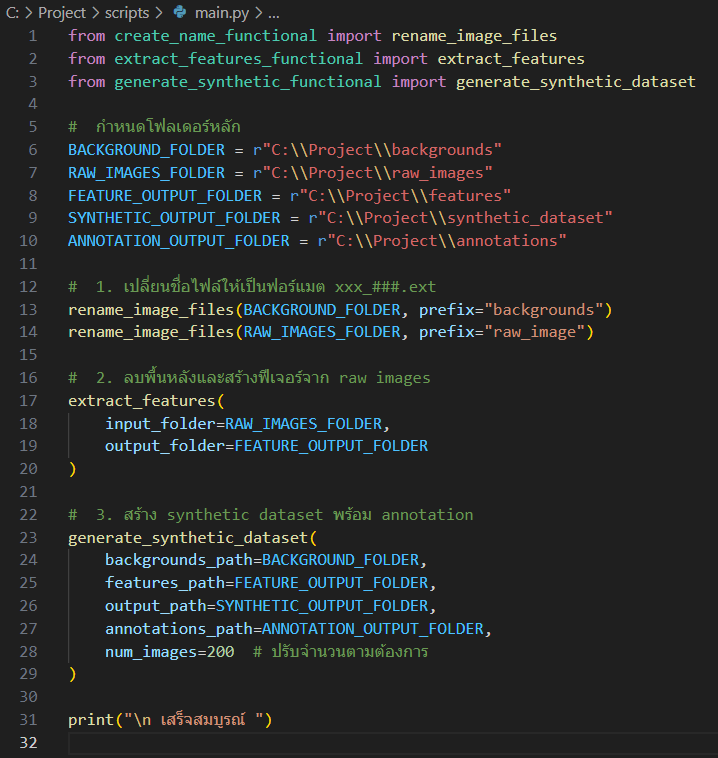 C: > Project > scripts > main.py > ...
1 from create_name_functional import rename_image_files
2 from extract_features_functional import extract_features
3 from generate_synthetic_functional import generate_synthetic_dataset
4
5 #  กำหนดโฟลเดอร์หลัก
6 BACKGROUND_FOLDER = r"C:\\Project\\backgrounds"
7 RAW_IMAGES_FOLDER = r"C:\\Project\\raw_images"
8 FEATURE_OUTPUT_FOLDER = r"C:\\Project\\features"
9 SYNTHETIC_OUTPUT_FOLDER = r"C:\\Project\\synthetic_dataset"
10 ANNOTATION_OUTPUT_FOLDER = r"C:\\Project\\annotations"
11
12 #  1. เปลี่ยนชื่อไฟล์ให้เป็นฟอร์แมต xxx_###.ext
13 rename_image_files(BACKGROUND_FOLDER, prefix="backgrounds")
14 rename_image_files(RAW_IMAGES_FOLDER, prefix="raw_image")
15
16 #  2. ลบพื้นหลังและสร้างฟีเจอร์จาก raw images
17 extract_features(
18     input_folder=RAW_IMAGES_FOLDER,
19     output_folder=FEATURE_OUTPUT_FOLDER
20 )
21
22 #  3. สร้าง synthetic dataset พร้อม annotation
23 generate_synthetic_dataset(
24     backgrounds_path=BACKGROUND_FOLDER,
25     features_path=FEATURE_OUTPUT_FOLDER,
26     output_path=SYNTHETIC_OUTPUT_FOLDER,
27     annotations_path=ANNOTATION_OUTPUT_FOLDER,
28     num_images=200  # ปรับจำนวนตามต้องการ
29 )
30
31 print("\n เสร็จสมบูรณ์ ")
32